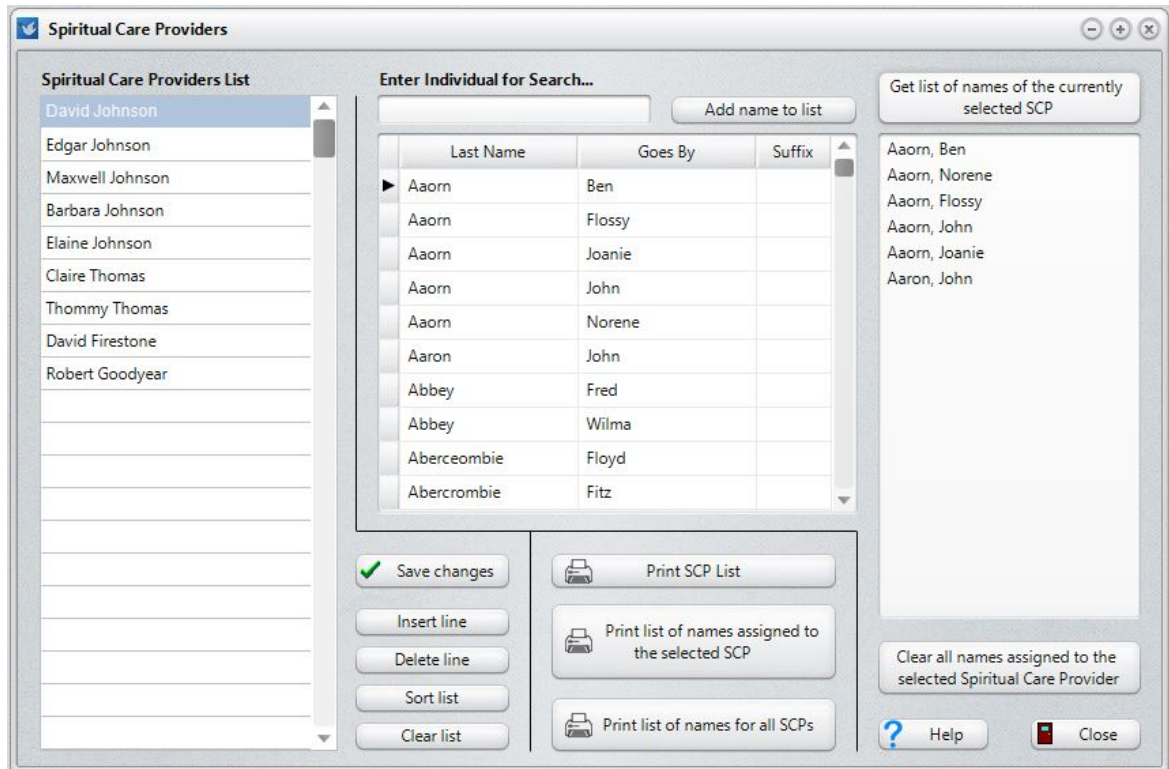 Spiritual Care Providers
Spiritual Care Providers List
David Johnson
Edgar Johnson
Maxwell Johnson
Barbara Johnson
Elaine Johnson
Claire Thomas
Thommy Thomas
David Firestone
Robert Goodyear
Enter Individual for Search...
Add name to list
Last Name Goes By Suffix
Aaorn Ben
Aaorn Flossy
Aaorn Joanie
Aaorn John
Aaorn Norene
Aaron John
Abbey Fred
Abbey Wilma
Aberceombie Floyd
Abercrombie Fitz
Save changes
Insert line
Delete line
Sort list
Clear list
Print SCP List
Print list of names assigned to
the selected SCP
Print list of names for all SCPs
Get list of names of the currently
selected SCP
Aaorn, Ben
Aaorn, Norene
Aaorn, Flossy
Aaorn, John
Aaorn, Joanie
Aaron, John
Clear all names assigned to the
selected Spiritual Care Provider
? Help
Close